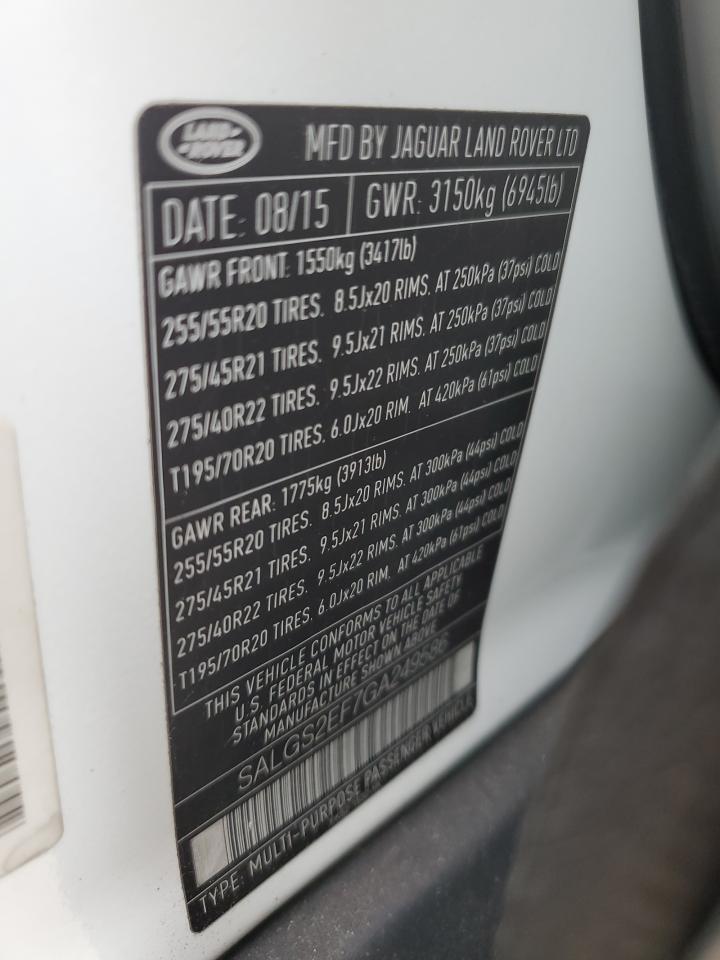 LAND-
-ROVER
MFD BY JAGUAR LAND ROVER LTD
DATE: 08/15 GWR: 3150kg (6945lb)
GAWR FRONT: 1550kg (3417lb)
255/55R20 TIRES. 8.5Jx20 RIMS. AT 250kPa (37psi) COLD
275/45R21 TIRES. 9.5Jx21 RIMS. AT 250kPa (37psi) COLD
275/40R22 TIRES. 9.5Jx22 RIMS. AT 250kPa (37psi) COLD
T195/70R20 TIRES. 6.0Jx20 RIM. AT 420kPa (61psi) COLD
GAWR REAR: 1775kg (3913lb)
255/55R20 TIRES. 8.5Jx20 RIMS. AT 300kPa (44psi) COLD
275/45R21 TIRES. 9.5Jx21 RIMS. AT 300kPa (44psi) COLD
275/40R22 TIRES. 9.5Jx22 RIMS. AT 300kPa (44psi) COLD
T195/70R20 TIRES. 6.0Jx20 RIM. AT 420kPa (61psi) COLD
THIS VEHICLE CONFORMS TO ALL APPLICABLE
U.S. FEDERAL MOTOR VEHICLE SAFETY
STANDARDS IN EFFECT ON THE DATE OF
MANUFACTURE SHOWN ABOVE
SALGS2EF7GA249586
TYPE: MULTI-PURPOSE PASSENGER VEHICLE